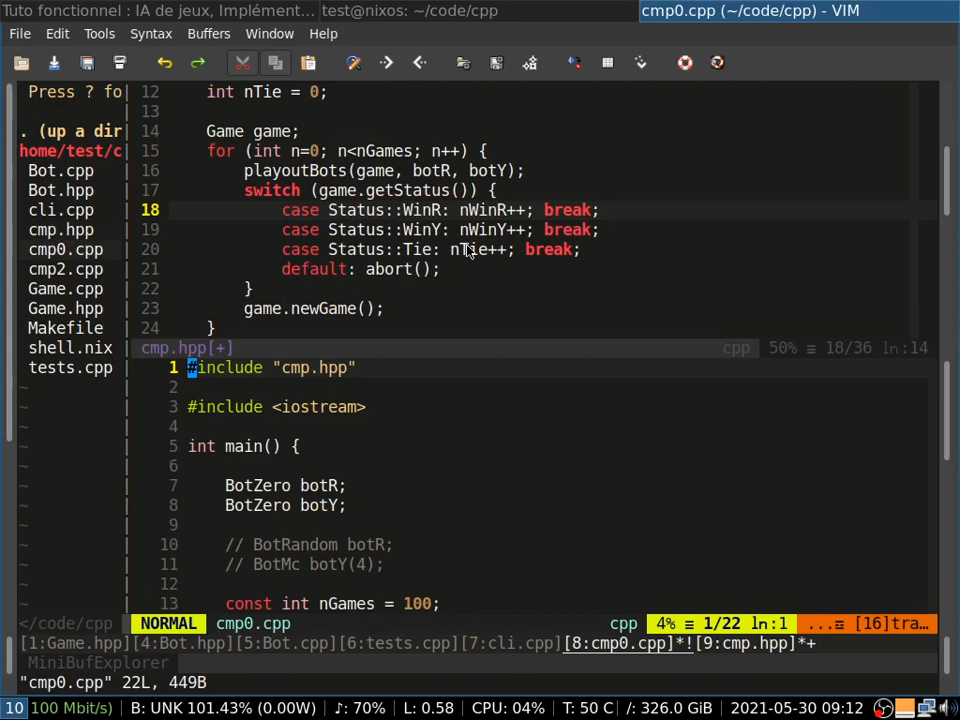 Tuto fonctionnel : IA de jeux, Implément... test@nixos: ~/code/cpp cmp0.cpp (~/code/cpp) - VIM
File Edit Tools Syntax Buffers Window Help
Press ? fo
. (up a dir
home/test/c
Bot.cpp
Bot.hpp
cli.cpp
cmp.hpp
cmp0.cpp
cmp2.cpp
Game.cpp
Game.hpp
Makefile
shell.nix
tests.cpp
~
~
~
~
~
~
~
~
~
~
~
~
</code/cpp
12 int nTie = 0;
13
14 Game game;
15 for (int n=0; n<nGames; n++) {
16 playoutBots(game, botR, botY);
17 switch (game.getStatus()) {
18 case Status::WinR: nWinR++; break;
19 case Status::WinY: nWinY++; break;
20 case Status::Tie: nTie++; break;
21 default: abort();
22 }
23 game.newGame();
24 }
cmp.hpp[+] cpp 50% ≡ 18/36 ln:14
1 #include "cmp.hpp"
2
3 #include <iostream>
4
5 int main() {
6
7 BotZero botR;
8 BotZero botY;
9
10 // BotRandom botR;
11 // BotMc botY(4);
12
13 const int nGames = 100;
NORMAL cmp0.cpp cpp 4% ≡ 1/22 ln:1 ...≡ [16]tra…
[1:Game.hpp][4:Bot.hpp][5:Bot.cpp][6:tests.cpp][7:cli.cpp][8:cmp0.cpp]*![9:cmp.hpp]*+
MiniBufExplorer
"cmp0.cpp" 22L, 449B
10 100 Mbit/s) B: UNK 101.43% (0.00W) ♪: 70% L: 0.58 CPU: 04% T: 50 C /: 326.0 GiB 2021-05-30 09:12